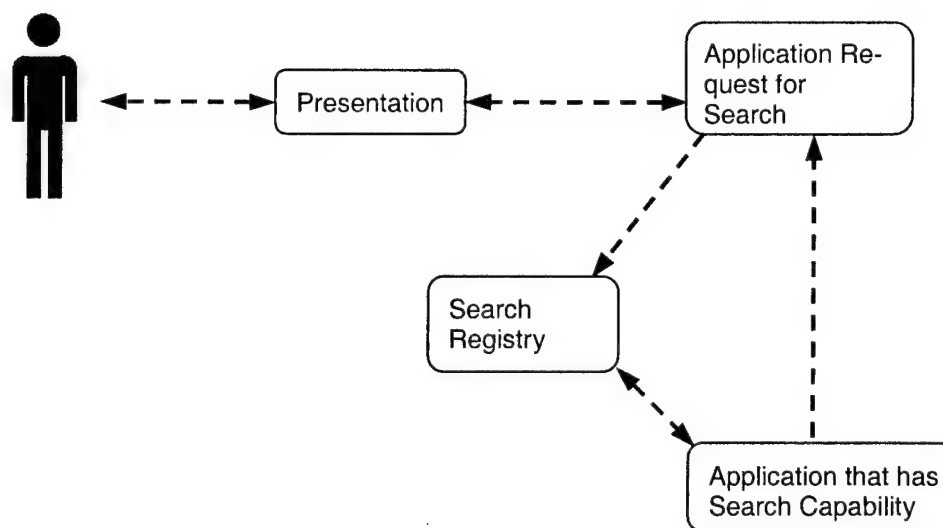 Presentation
Application Re-
quest for
Search
Search
Registry
Application that has
Search Capability